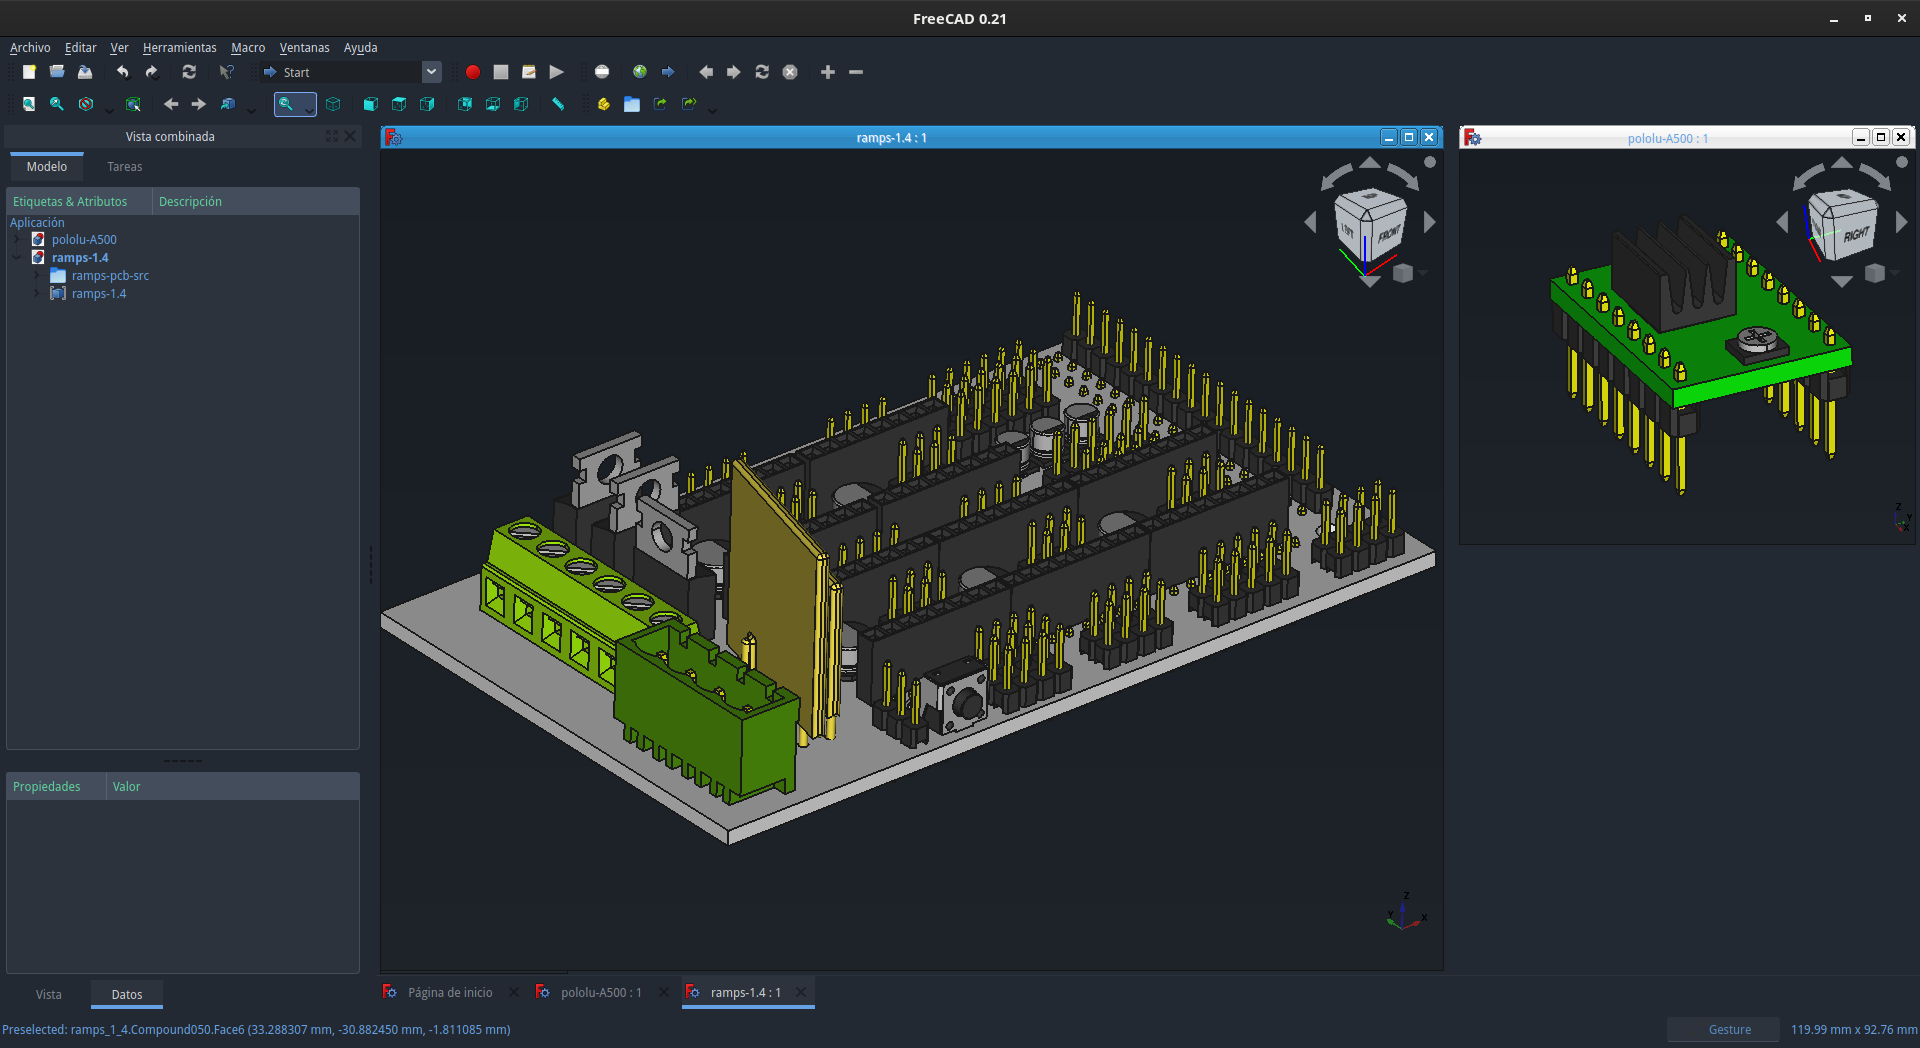 FreeCAD 0.21
Archivo Editar Ver Herramientas Macro Ventanas Ayuda
Start
Vista combinada
Modelo Tareas
Etiquetas & Atributos Descripción
Aplicación
pololu-A500
ramps-1.4
ramps-pcb-src
ramps-1.4
Propiedades Valor
Vista Datos
ramps-1.4 : 1
LEFT FRONT
Z
Y X
pololu-A500 : 1
RIGHT
Z
X
Página de inicio pololu-A500 : 1 ramps-1.4 : 1
Preselected: ramps_1_4.Compound050.Face6 (33.288307 mm, -30.882450 mm, -1.811085 mm)
Gesture 119.99 mm x 92.76 mm